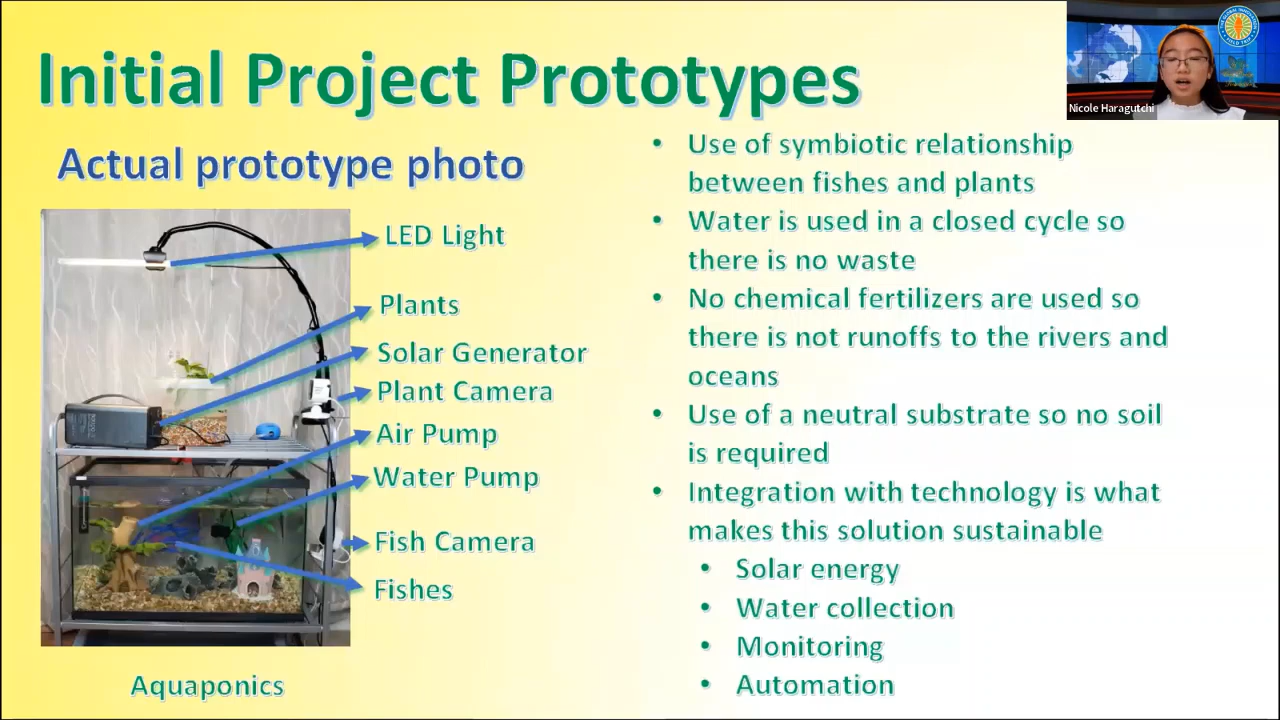 Initial Project Prototypes
Nicole Haragutchi
Actual prototype photo
LED Light
Plants
Solar Generator
Plant Camera
Air Pump
Water Pump
Fish Camera
Fishes
Aquaponics
• Use of symbiotic relationship
between fishes and plants
• Water is used in a closed cycle so
there is no waste
• No chemical fertilizers are used so
there is not runoffs to the rivers and
oceans
• Use of a neutral substrate so no soil
is required
• Integration with technology is what
makes this solution sustainable
• Solar energy
• Water collection
• Monitoring
• Automation